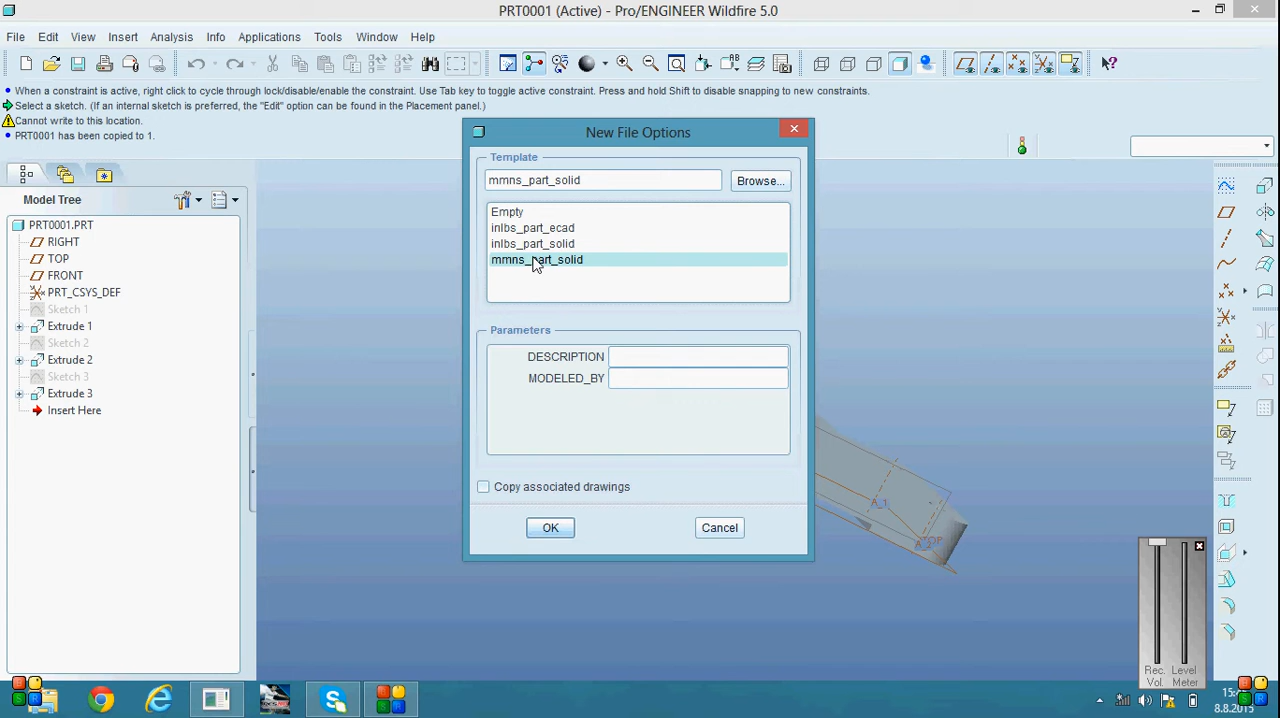 PRT0001 (Active) - Pro/ENGINEER Wildfire 5.0
File Edit View Insert Analysis Info Applications Tools Window Help
When a constraint is active, right click to cycle through lock/disable/enable the constraint. Use Tab key to toggle active constraint. Press and hold Shift to disable snapping to new constraints.
Select a sketch. (If an internal sketch is preferred, the "Edit" option can be found in the Placement panel.)
Cannot write to this location.
PRT0001 has been copied to 1.
Model Tree
PRT0001.PRT
RIGHT
TOP
FRONT
PRT_CSYS_DEF
Sketch 1
Extrude 1
Sketch 2
Extrude 2
Sketch 3
Extrude 3
Insert Here
New File Options
Template
mmns_part_solid
Browse...
Empty
inlbs_part_ecad
inlbs_part_solid
mmns_part_solid
Parameters
DESCRIPTION
MODELED_BY
Copy associated drawings
OK Cancel
A_1
TOP
Rec. Level
Vol. Meter
8.8.2015